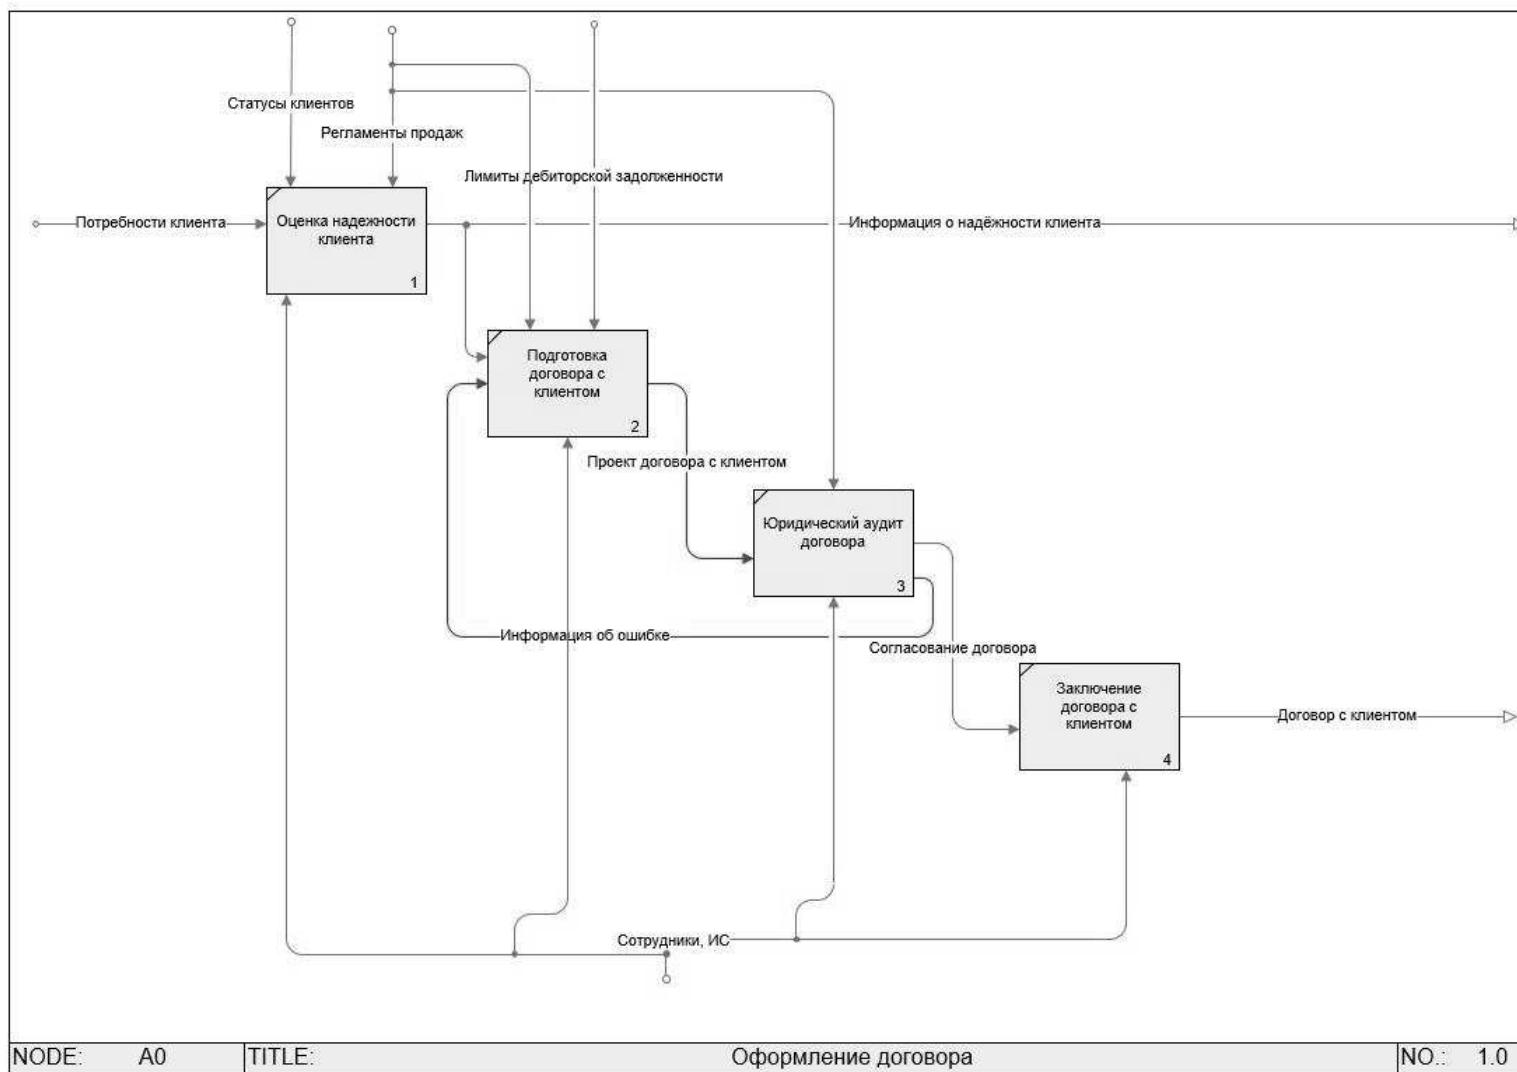 Статусы клиентов
Регламенты продаж
Лимиты дебиторской задолженности
Потребности клиента
Оценка надежности
клиента
1
Информация о надёжности клиента
Подготовка
договора с
клиентом
2
Проект договора с клиентом
Юридический аудит
договора
3
Информация об ошибке
Согласование договора
Заключение
договора с
клиентом
4
Договор с клиентом
Сотрудники, ИС
NODE: A0 TITLE: Оформление договора NO.: 1.0